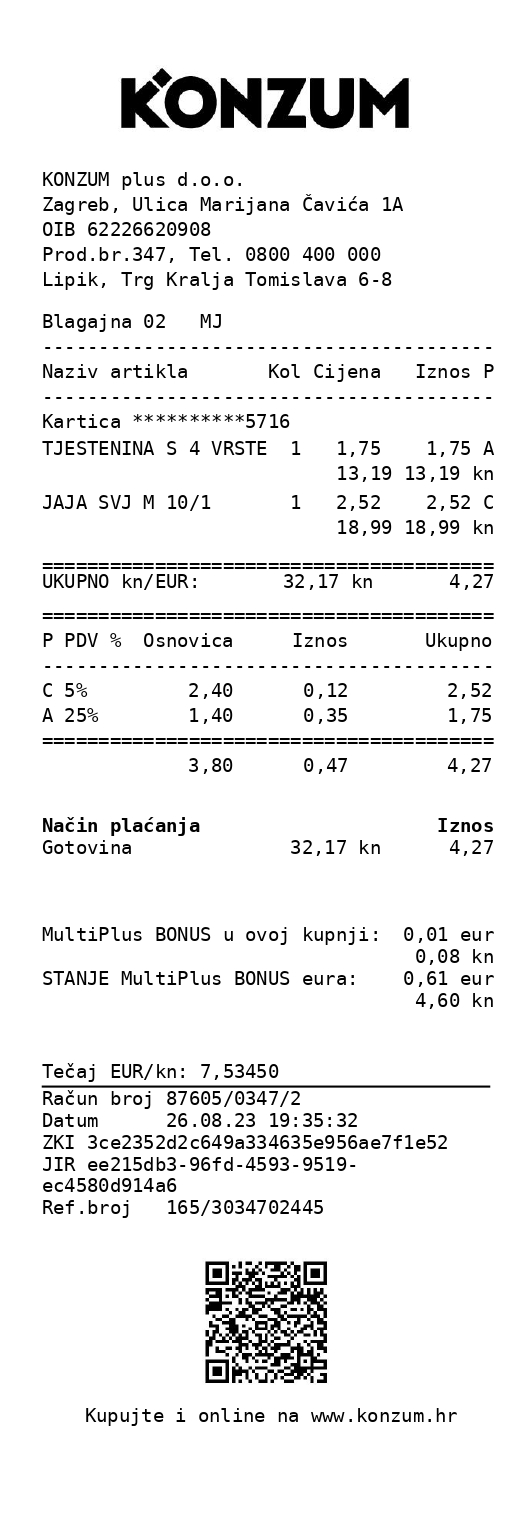 KONZUM
KONZUM plus d.o.o.
Zagreb, Ulica Marijana Čavića 1A
OIB 62226620908
Prod.br.347, Tel. 0800 400 000
Lipik, Trg Kralja Tomislava 6-8
Blagajna 02   MJ
----------------------------------------
Naziv artikla       Kol Cijena   Iznos P
----------------------------------------
Kartica **********5716
TJESTENINA S 4 VRSTE  1   1,75    1,75 A
                          13,19 13,19 kn
JAJA SVJ M 10/1       1   2,52    2,52 C
                          18,99 18,99 kn
========================================
UKUPNO kn/EUR:       32,17 kn       4,27
========================================
P PDV %  Osnovica     Iznos       Ukupno
----------------------------------------
C 5%         2,40      0,12         2,52
A 25%        1,40      0,35         1,75
========================================
             3,80      0,47         4,27
Način plaćanja                     Iznos
Gotovina              32,17 kn      4,27
MultiPlus BONUS u ovoj kupnji:  0,01 eur
                                 0,08 kn
STANJE MultiPlus BONUS eura:    0,61 eur
                                 4,60 kn
Tečaj EUR/kn: 7,53450
Račun broj 87605/0347/2
Datum      26.08.23 19:35:32
ZKI 3ce2352d2c649a334635e956ae7f1e52
JIR ee215db3-96fd-4593-9519-
ec4580d914a6
Ref.broj   165/3034702445
Kupujte i online na www.konzum.hr